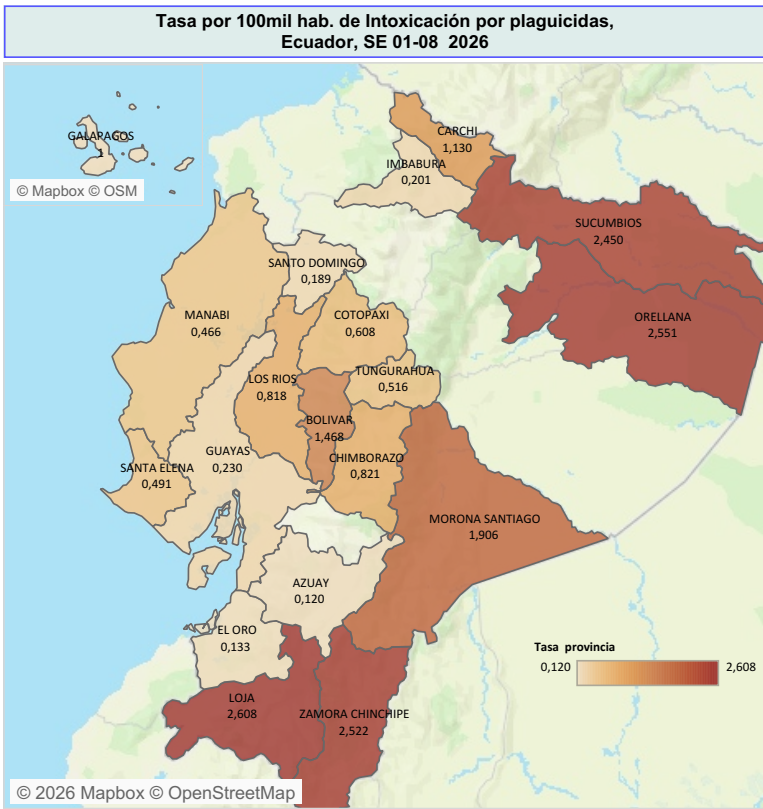 Tasa por 100mil hab. de Intoxicación por plaguicidas,
Ecuador, SE 01-08 2026
GALAPAGOS
1
© Mapbox © OSM
CARCHI
1,130
IMBABURA
0,201
SUCUMBIOS
2,450
SANTO DOMINGO
0,189
ORELLANA
2,551
MANABI
0,466
COTOPAXI
0,608
TUNGURAHUA
0,516
LOS RIOS
0,818
BOLIVAR
1,468
GUAYAS
0,230
CHIMBORAZO
0,821
SANTA ELENA
0,491
MORONA SANTIAGO
1,906
AZUAY
0,120
EL ORO
0,133
Tasa provincia
0,120
2,608
LOJA
2,608
ZAMORA CHINCHIPE
2,522
© 2026 Mapbox © OpenStreetMap